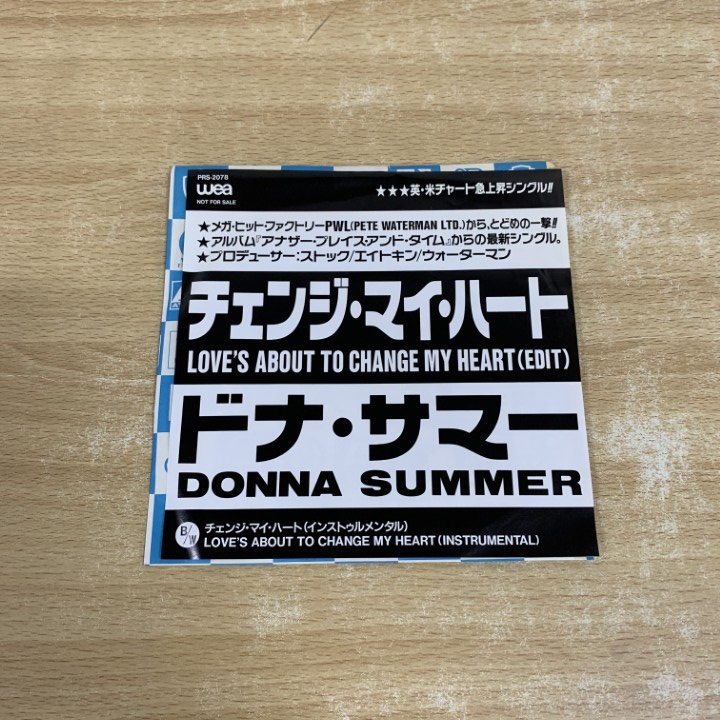 PRS-2078
wea
NOT FOR SALE
★★★英・米チャート急上昇シングル!!
★メガ・ヒット・ファクトリーPWL(PETE WATERMAN LTD.)から、とどめの一撃!!
★アルバム『アナザー・プレイス・アンド・タイム』からの最新シングル。
★プロデューサー:ストック/エイトキン/ウォーターマン
チェンジ・マイ・ハート
LOVE'S ABOUT TO CHANGE MY HEART(EDIT)
ドナ・サマー
DONNA SUMMER
B/W
チェンジ・マイ・ハート(インストゥルメンタル)
LOVE'S ABOUT TO CHANGE MY HEART(INSTRUMENTAL)